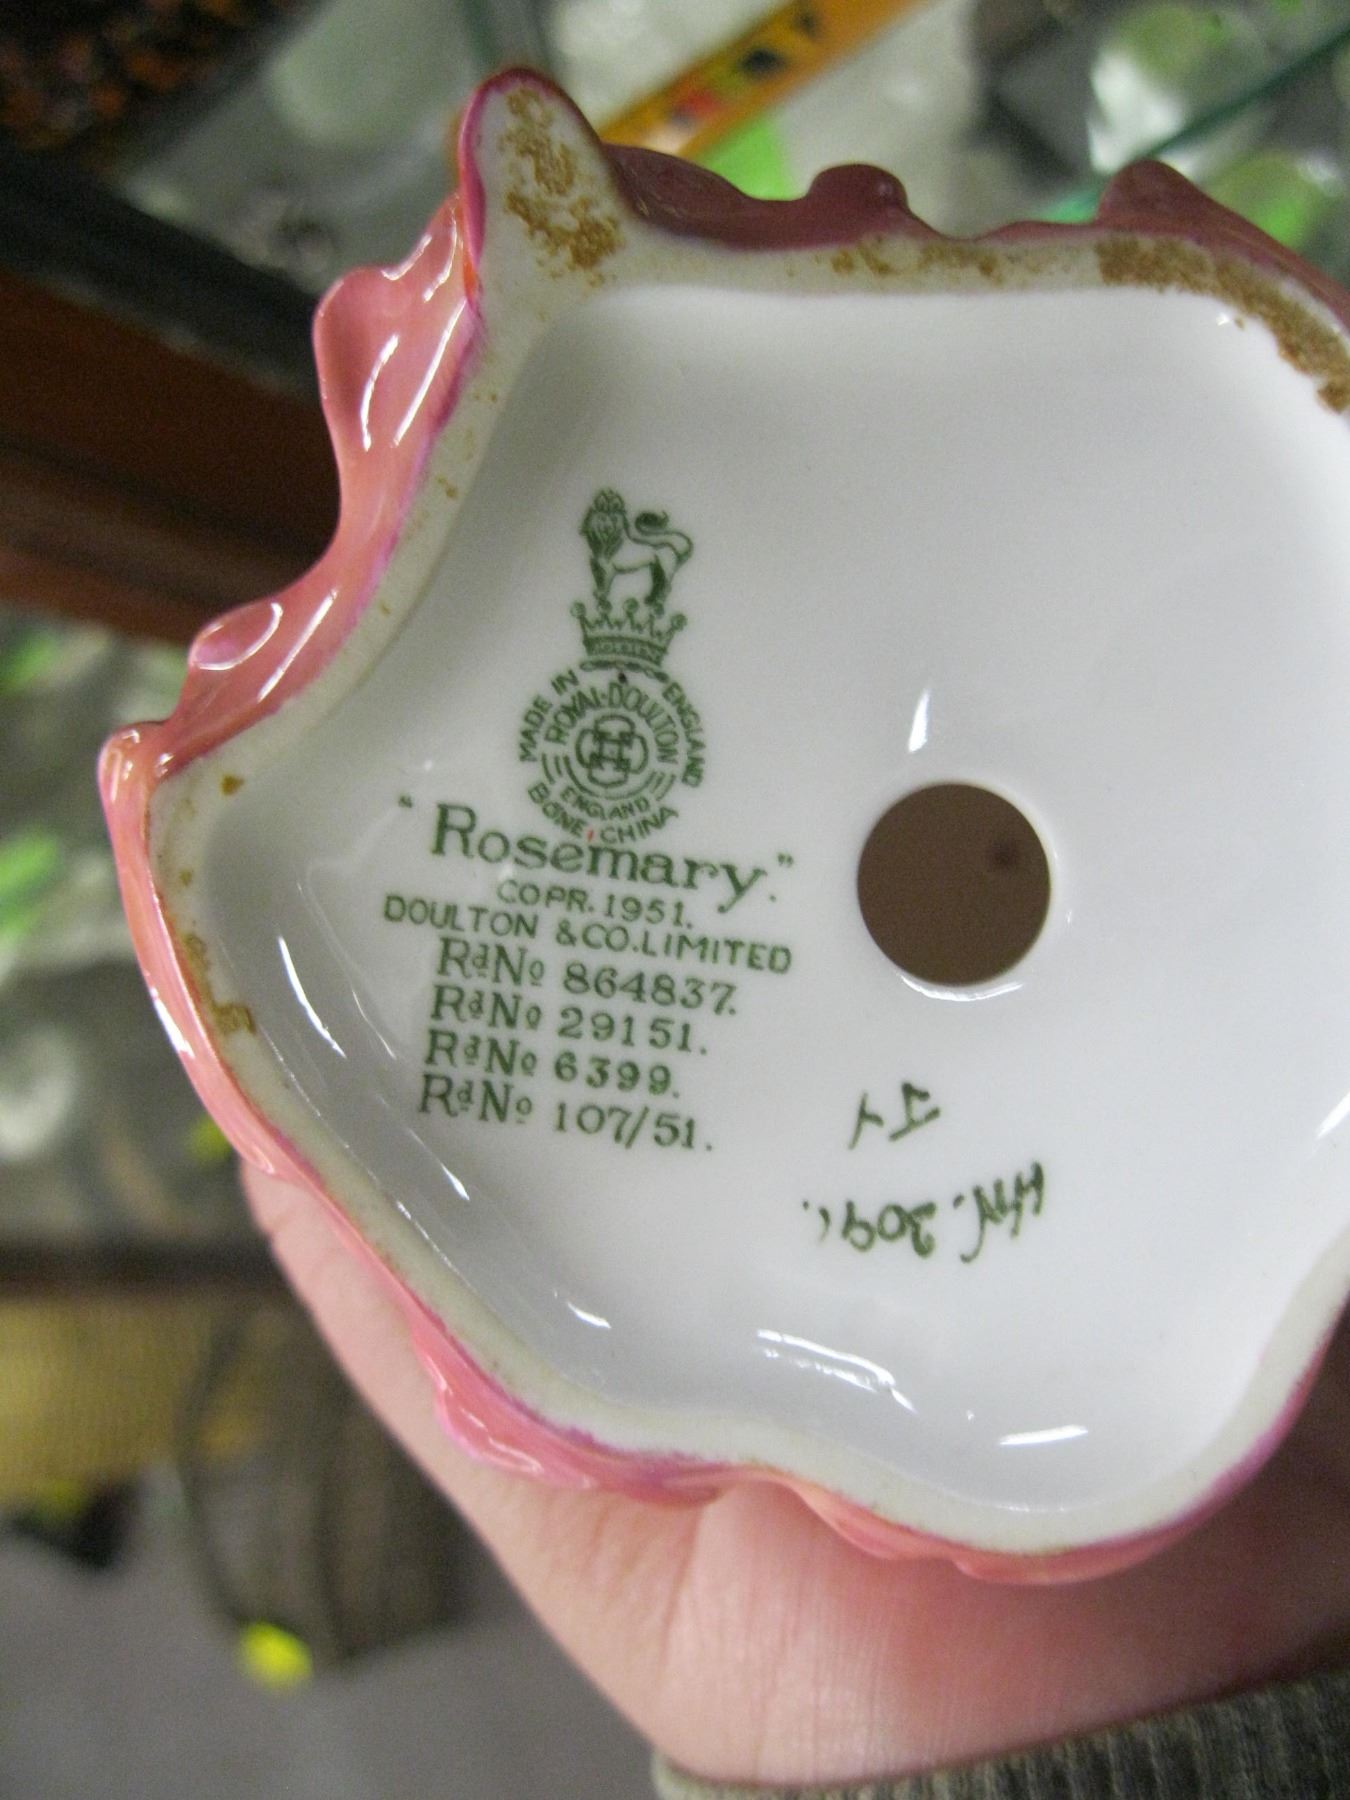 MADE IN ENGLAND
ROYAL·DOULTON
ENGLAND
BONE CHINA
"Rosemary."
COPR. 1951.
DOULTON & CO. LIMITED
RdNo 864837.
RdNo 29151.
RdNo 6399.
RdNo 107/51.
HN. 2091.